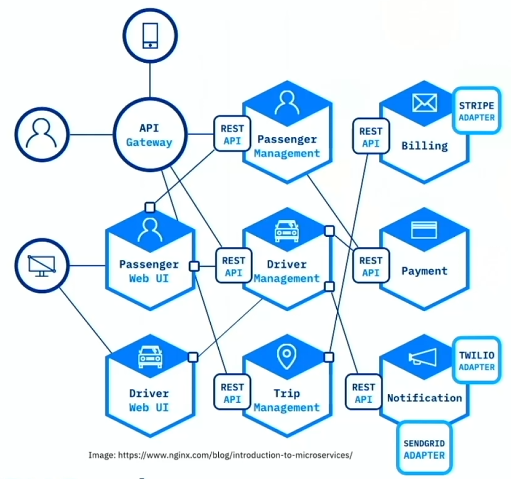 API
Gateway
REST
API
Passenger
Management
REST
API
Billing
STRIPE
ADAPTER
Passenger
Web UI
REST
API
Driver
Management
REST
API
Payment
Driver
Web UI
REST
API
Trip
Management
REST
API
Notification
TWILIO
ADAPTER
SENDGRID
ADAPTER
Image: https://www.nginx.com/blog/introduction-to-microservices/